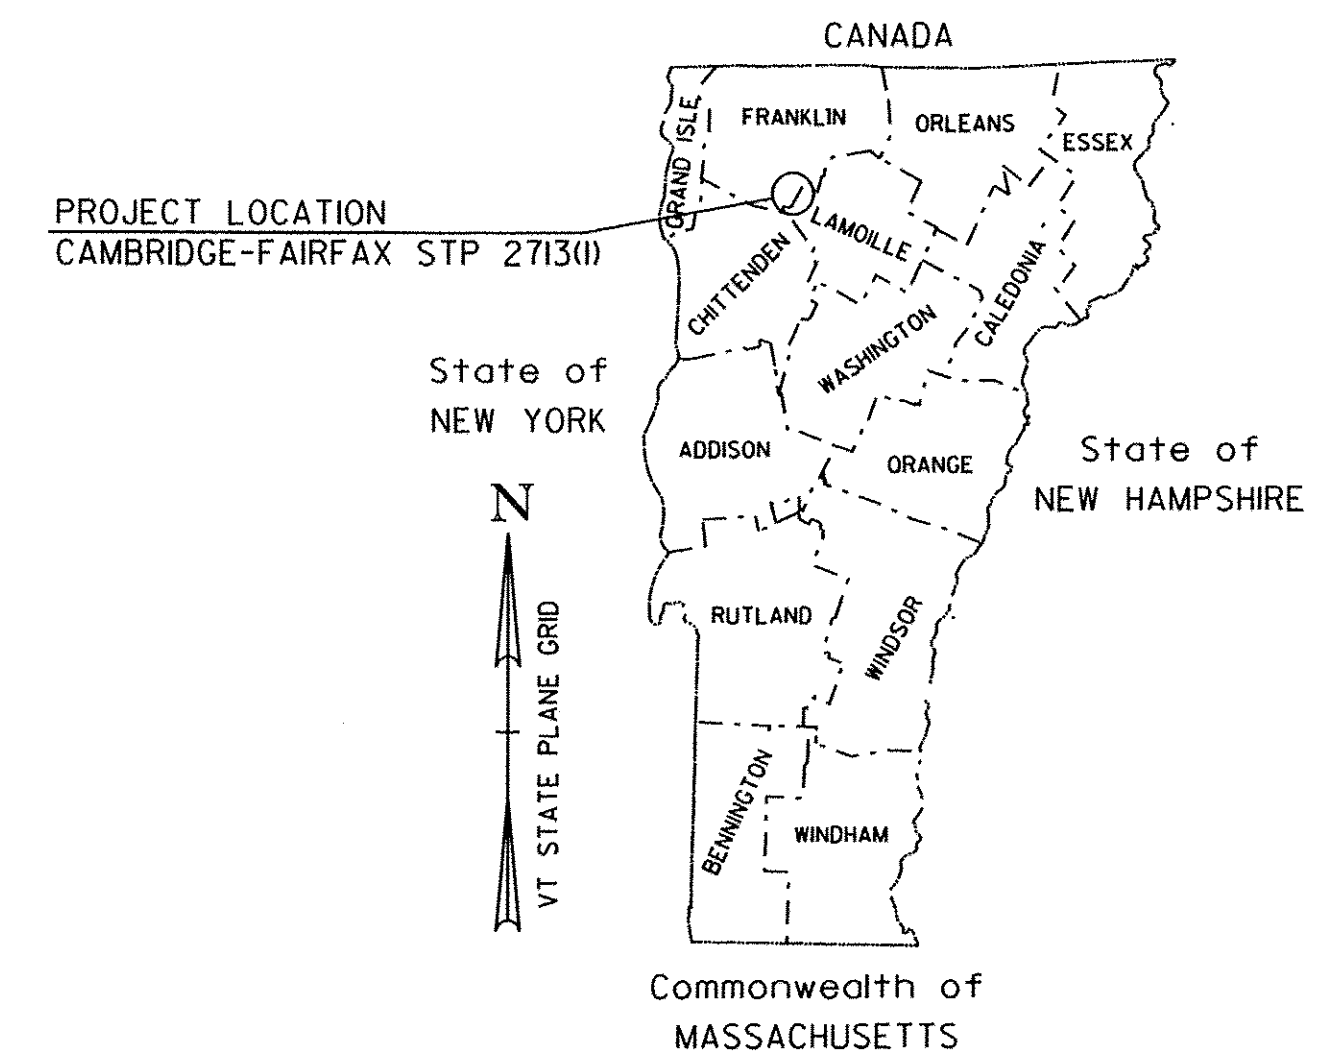 CANADA
GRAND ISLE
FRANKLIN
ORLEANS
ESSEX
PROJECT LOCATION
CAMBRIDGE-FAIRFAX STP 2713(1)
LAMOILLE
CHITTENDEN
CALEDONIA
WASHINGTON
State of
NEW YORK
ADDISON
ORANGE
State of
NEW HAMPSHIRE
N
VT STATE PLANE GRID
RUTLAND
WINDSOR
BENNINGTON
WINDHAM
Commonwealth of
MASSACHUSETTS